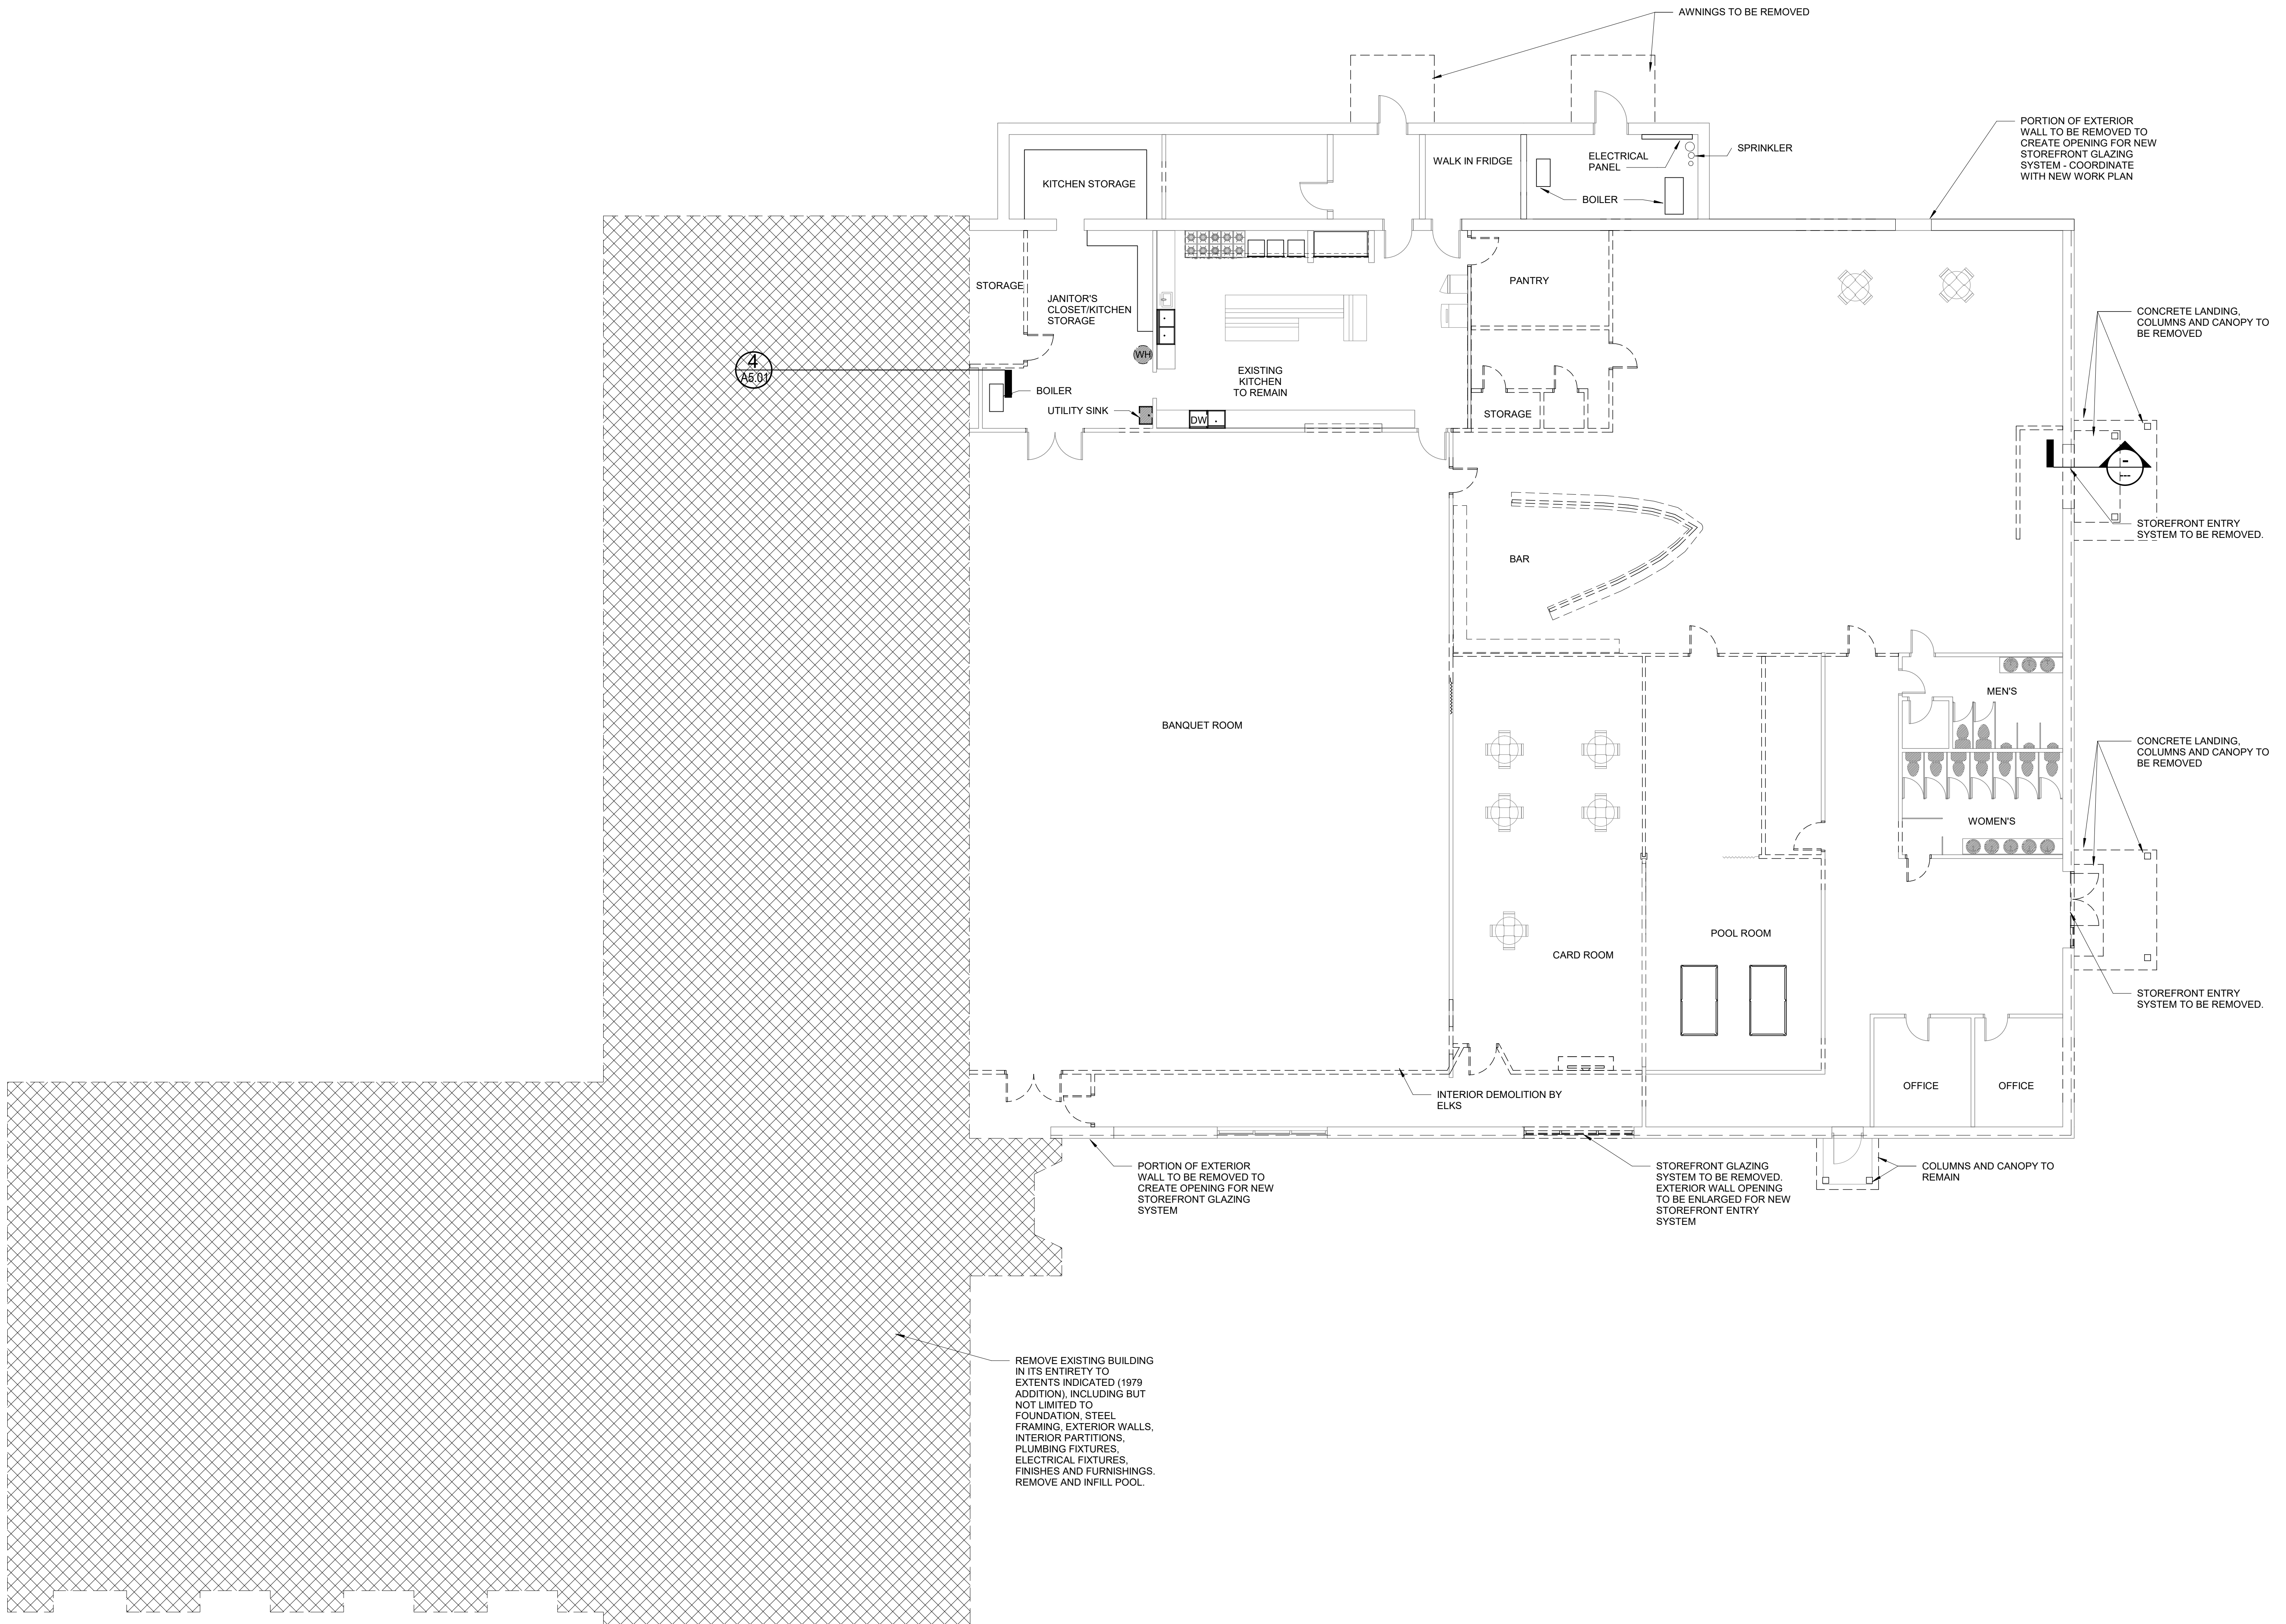 AWNINGS TO BE REMOVED
PORTION OF EXTERIOR
WALL TO BE REMOVED TO
CREATE OPENING FOR NEW
STOREFRONT GLAZING
SYSTEM - COORDINATE
WITH NEW WORK PLAN
SPRINKLER
ELECTRICAL
PANEL
WALK IN FRIDGE
KITCHEN STORAGE
BOILER
STORAGE
JANITOR'S
CLOSET/KITCHEN
STORAGE
PANTRY
CONCRETE LANDING,
COLUMNS AND CANOPY TO
BE REMOVED
WH
4
A5.01
EXISTING
KITCHEN
TO REMAIN
BOILER
UTILITY SINK
DW
STORAGE
-
---
STOREFRONT ENTRY
SYSTEM TO BE REMOVED.
BAR
MEN'S
BANQUET ROOM
CONCRETE LANDING,
COLUMNS AND CANOPY TO
BE REMOVED
WOMEN'S
POOL ROOM
CARD ROOM
STOREFRONT ENTRY
SYSTEM TO BE REMOVED.
OFFICE
OFFICE
INTERIOR DEMOLITION BY
ELKS
PORTION OF EXTERIOR
WALL TO BE REMOVED TO
CREATE OPENING FOR NEW
STOREFRONT GLAZING
SYSTEM
STOREFRONT GLAZING
SYSTEM TO BE REMOVED.
EXTERIOR WALL OPENING
TO BE ENLARGED FOR NEW
STOREFRONT ENTRY
SYSTEM
COLUMNS AND CANOPY TO
REMAIN
REMOVE EXISTING BUILDING
IN ITS ENTIRETY TO
EXTENTS INDICATED (1979
ADDITION), INCLUDING BUT
NOT LIMITED TO
FOUNDATION, STEEL
FRAMING, EXTERIOR WALLS,
INTERIOR PARTITIONS,
PLUMBING FIXTURES,
ELECTRICAL FIXTURES,
FINISHES AND FURNISHINGS.
REMOVE AND INFILL POOL.